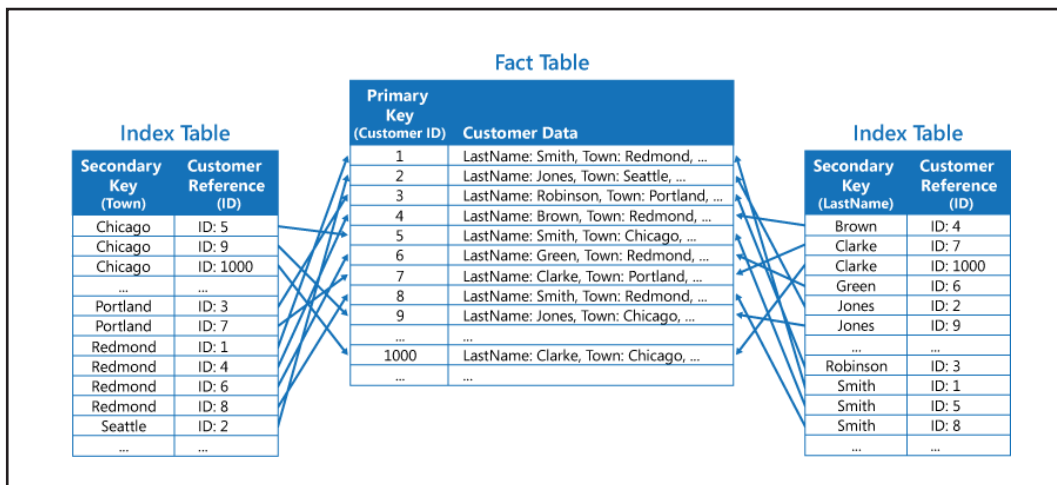 Fact Table
Index Table
Secondary Key (Town) Customer Reference (ID)
Chicago ID: 5
Chicago ID: 9
Chicago ID: 1000
... ...
Portland ID: 3
Portland ID: 7
Redmond ID: 1
Redmond ID: 4
Redmond ID: 6
Redmond ID: 8
Seattle ID: 2
... ...
Primary Key (Customer ID) Customer Data
1 LastName: Smith, Town: Redmond, ...
2 LastName: Jones, Town: Seattle, ...
3 LastName: Robinson, Town: Portland, ...
4 LastName: Brown, Town: Redmond, ...
5 LastName: Smith, Town: Chicago, ...
6 LastName: Green, Town: Redmond, ...
7 LastName: Clarke, Town: Portland, ...
8 LastName: Smith, Town: Redmond, ...
9 LastName: Jones, Town: Chicago, ...
... ...
1000 LastName: Clarke, Town: Chicago, ...
... ...
Index Table
Secondary Key (LastName) Customer Reference (ID)
Brown ID: 4
Clarke ID: 7
Clarke ID: 1000
Green ID: 6
Jones ID: 2
Jones ID: 9
... ...
Robinson ID: 3
Smith ID: 1
Smith ID: 5
Smith ID: 8
... ...